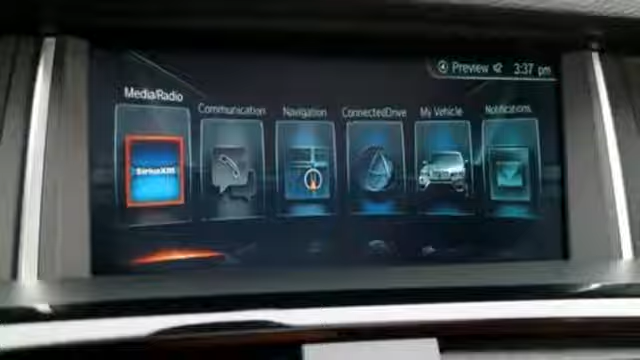 Preview 3:37 pm
Media/Radio Communication Navigation ConnectedDrive My Vehicle Notifications
SiriusXM